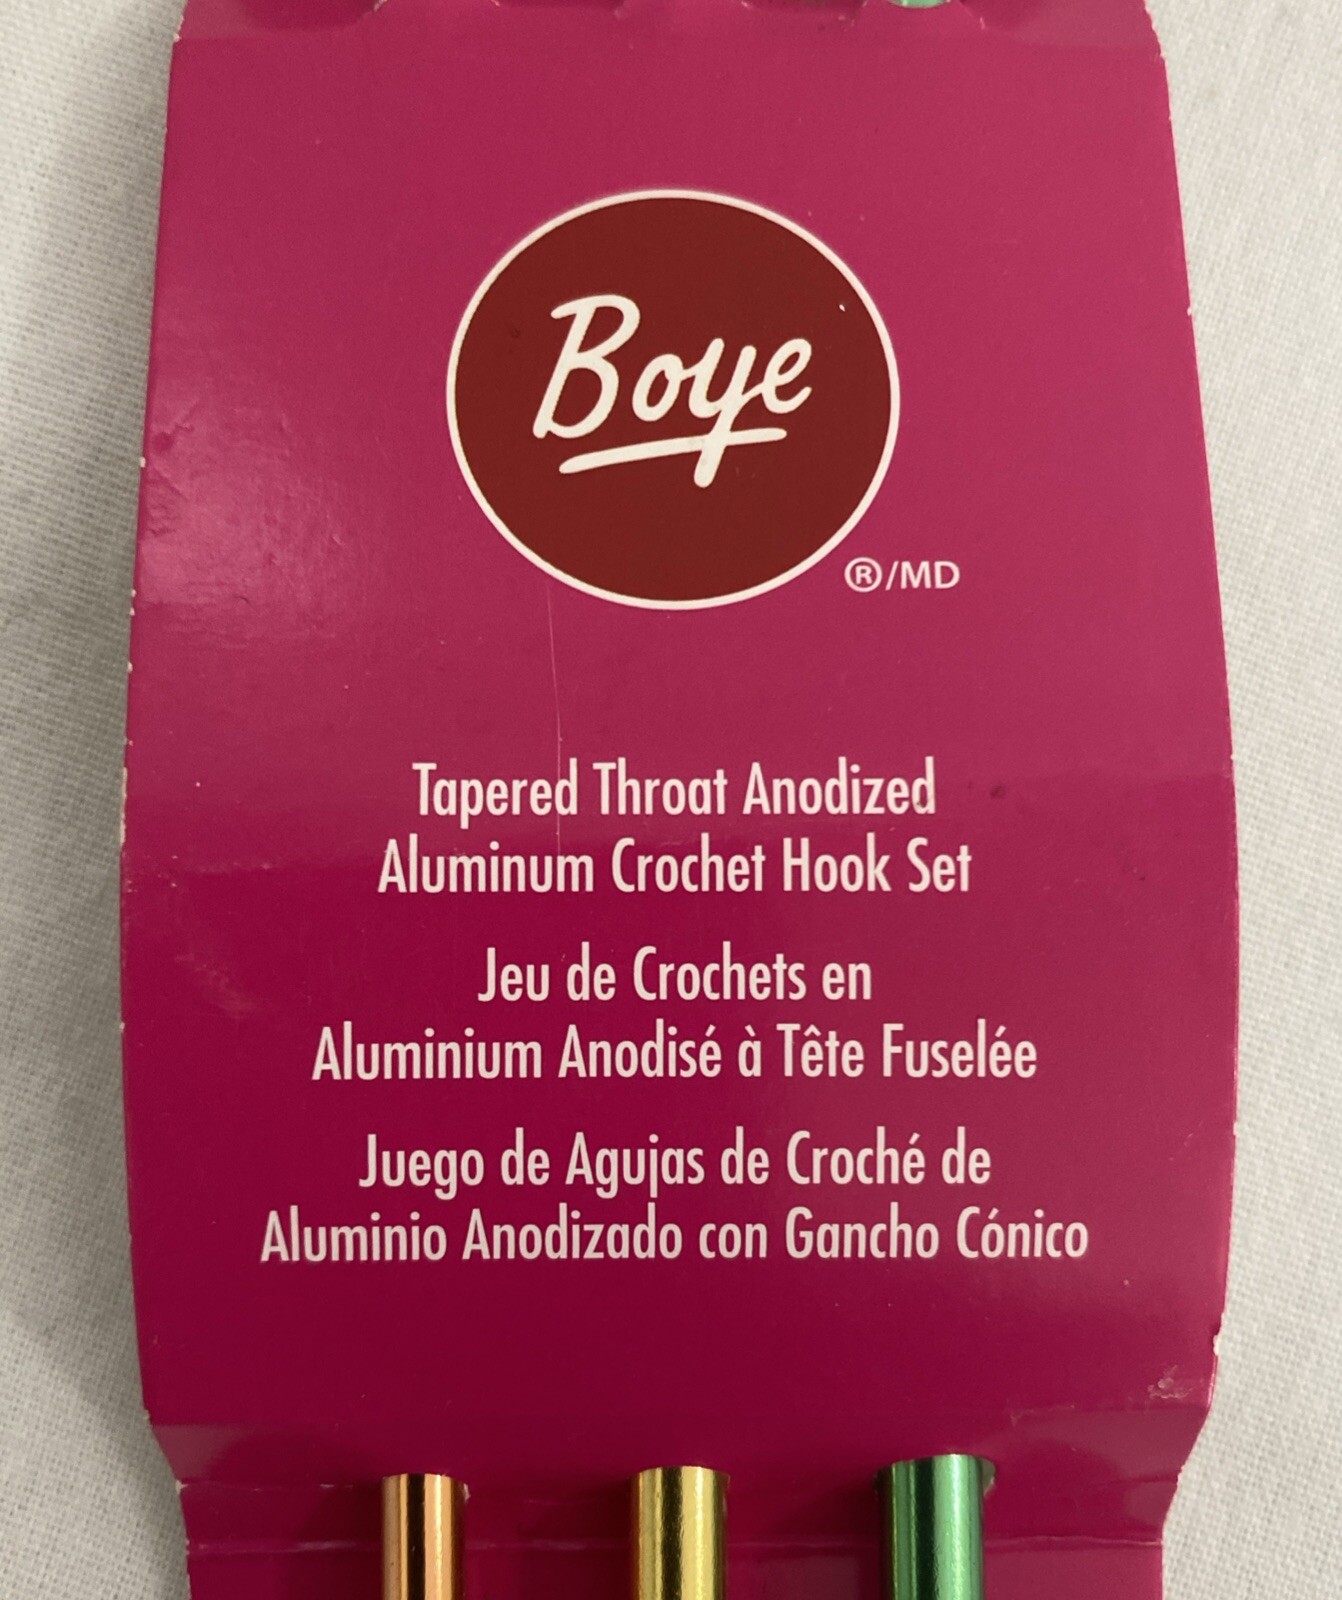 Boye
®/MD
Tapered Throat Anodized
Aluminum Crochet Hook Set
Jeu de Crochets en
Aluminium Anodisé à Tête Fuselée
Juego de Agujas de Croché de
Aluminio Anodizado con Gancho Cónico